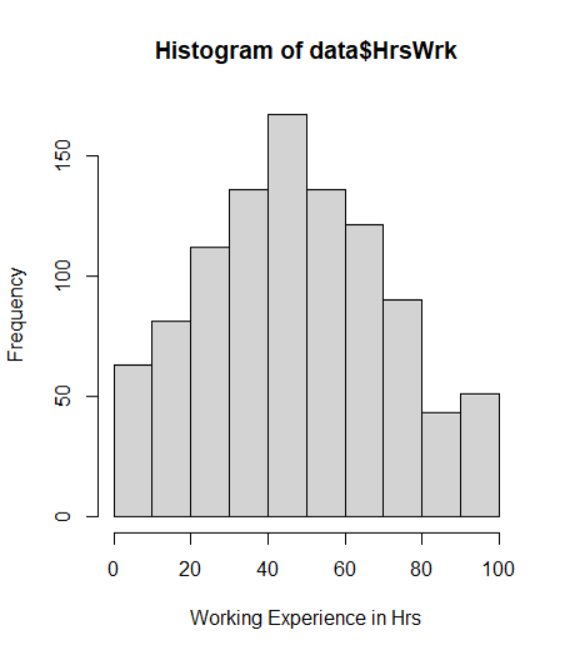 Histogram of data$HrsWrk
Frequency
150
100
50
0
0 20 40 60 80 100
Working Experience in Hrs